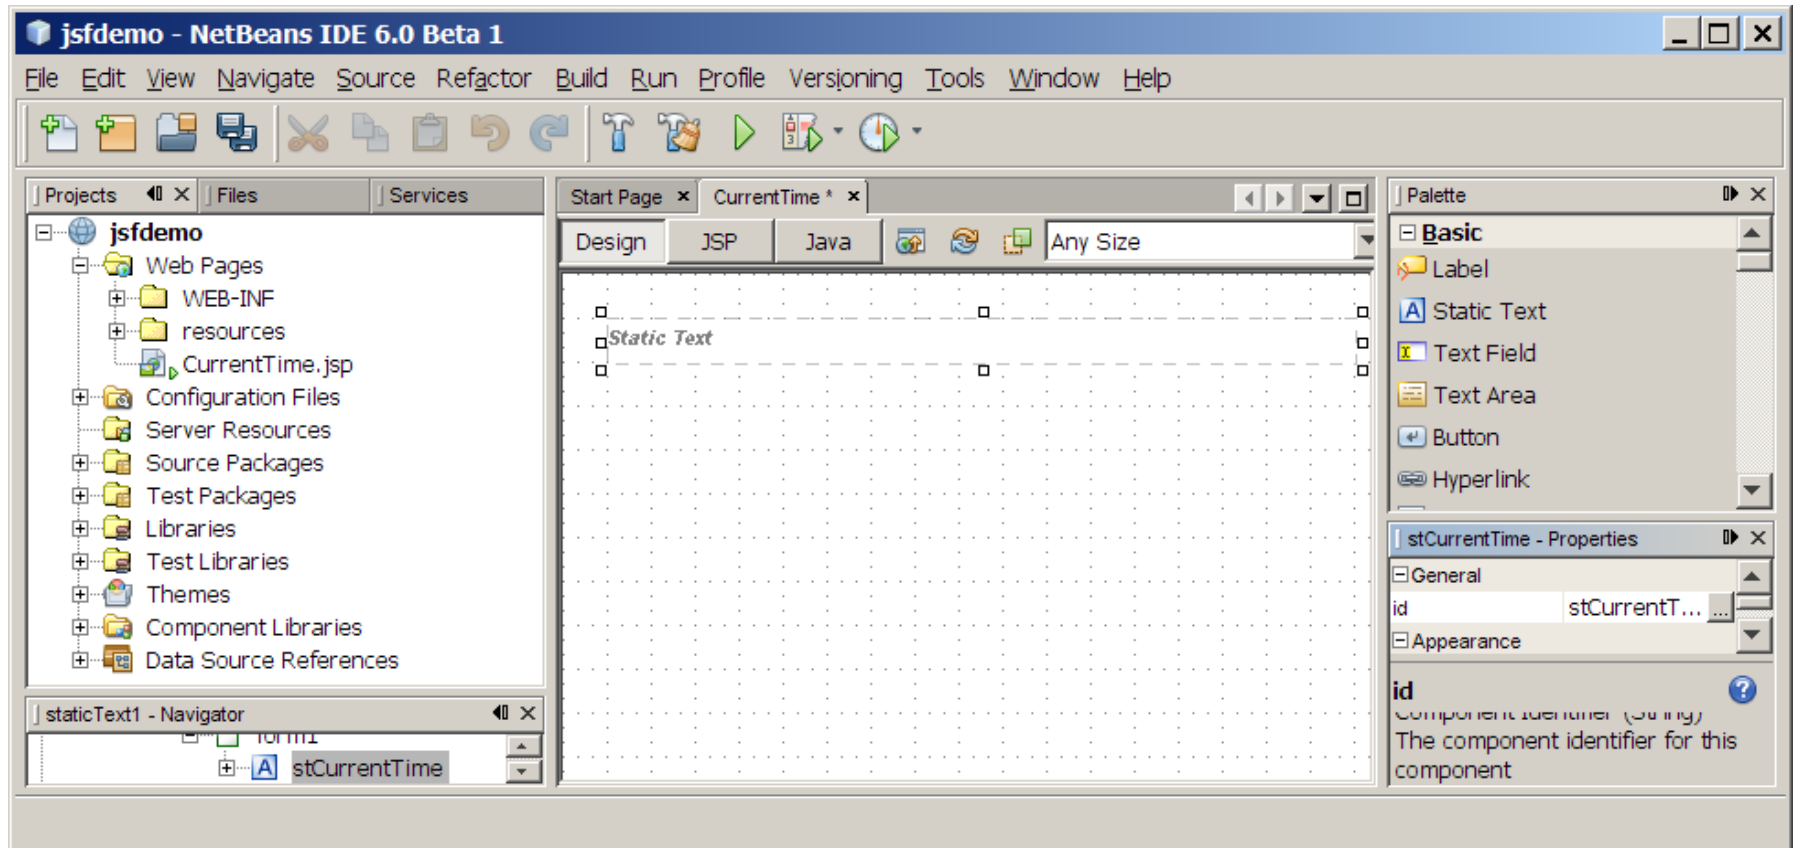 jsfdemo - NetBeans IDE 6.0 Beta 1
File Edit View Navigate Source Refactor Build Run Profile Versioning Tools Window Help
Projects Files Services
jsfdemo
Web Pages
WEB-INF
resources
CurrentTime.jsp
Configuration Files
Server Resources
Source Packages
Test Packages
Libraries
Test Libraries
Themes
Component Libraries
Data Source References
staticText1 - Navigator
form1
stCurrentTime
Start Page CurrentTime *
Design JSP Java Any Size
Static Text
Palette
Basic
Label
Static Text
Text Field
Text Area
Button
Hyperlink
stCurrentTime - Properties
General
id stCurrentT... ...
Appearance
id
Component Identifier (String)
The component identifier for this
component